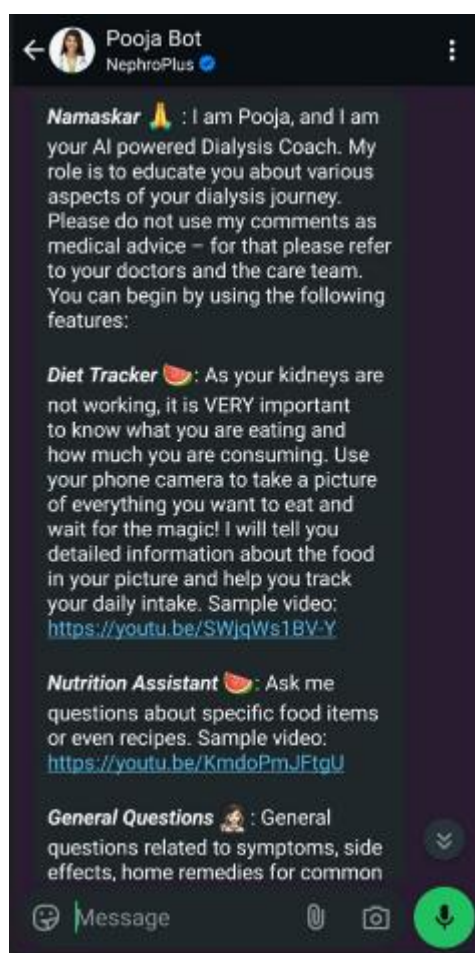 Pooja Bot
NephroPlus
Namaskar 🙏 : I am Pooja, and I am
your AI powered Dialysis Coach. My
role is to educate you about various
aspects of your dialysis journey.
Please do not use my comments as
medical advice – for that please refer
to your doctors and the care team.
You can begin by using the following
features:
Diet Tracker 🍉: As your kidneys are
not working, it is VERY important
to know what you are eating and
how much you are consuming. Use
your phone camera to take a picture
of everything you want to eat and
wait for the magic! I will tell you
detailed information about the food
in your picture and help you track
your daily intake. Sample video:
https://youtu.be/SWjqWs1BV-Y
Nutrition Assistant 🍉: Ask me
questions about specific food items
or even recipes. Sample video:
https://youtu.be/KmdoPmJFtgU
General Questions 💆🏻‍♀️ : General
questions related to symptoms, side
effects, home remedies for common
Message